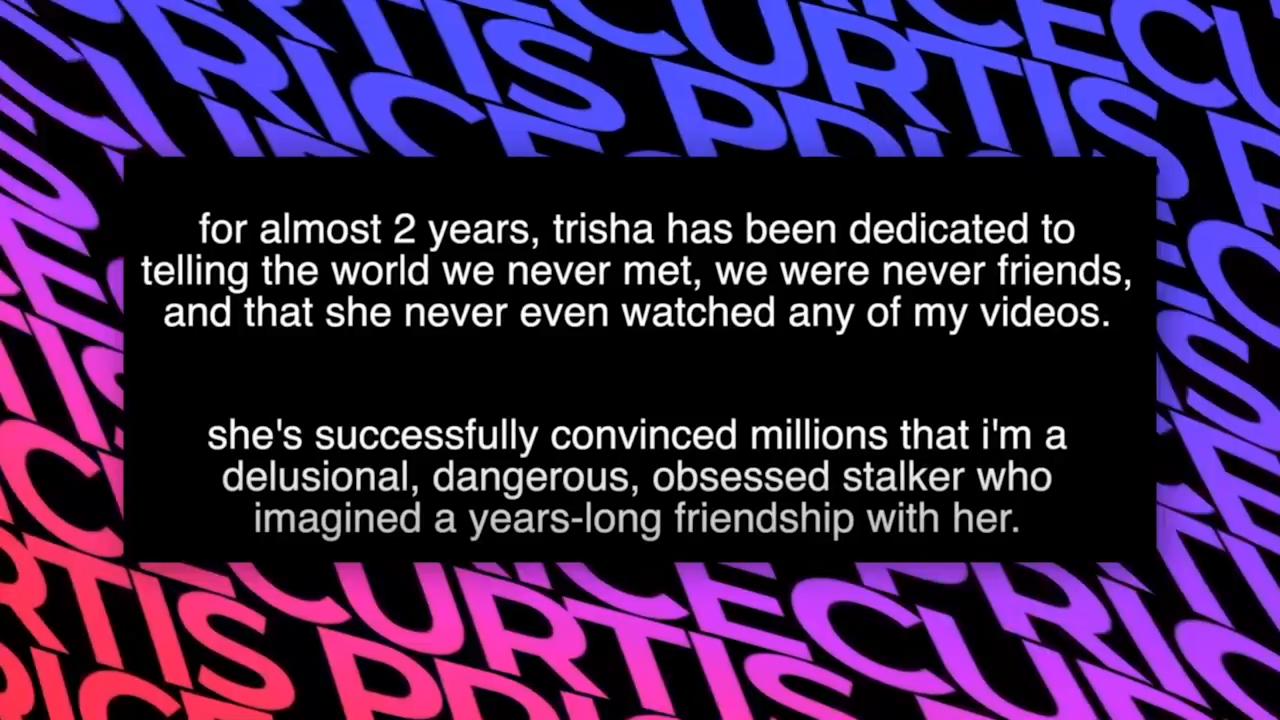 CURTIS
for almost 2 years, trisha has been dedicated to
telling the world we never met, we were never friends,
and that she never even watched any of my videos.
she's successfully convinced millions that i'm a
delusional, dangerous, obsessed stalker who
imagined a years-long friendship with her.
CURTIS